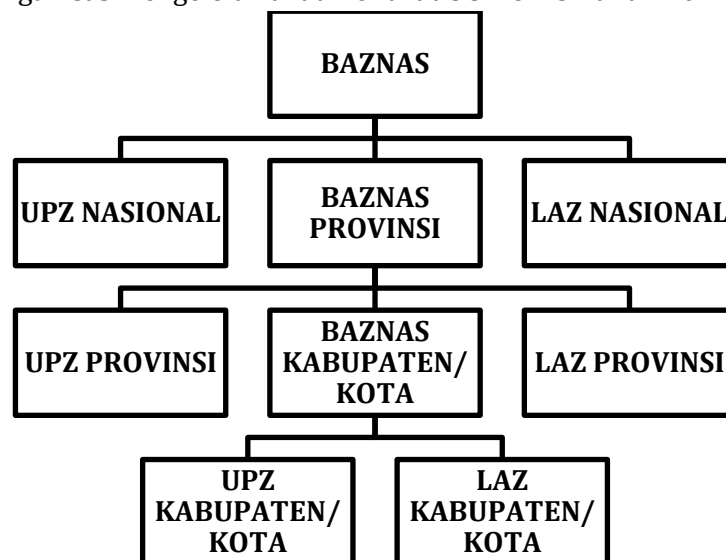 BAZNAS
UPZ NASIONAL
BAZNAS
PROVINSI
LAZ NASIONAL
UPZ PROVINSI
BAZNAS
KABUPATEN/
KOTA
LAZ PROVINSI
UPZ
KABUPATEN/
KOTA
LAZ
KABUPATEN/
KOTA